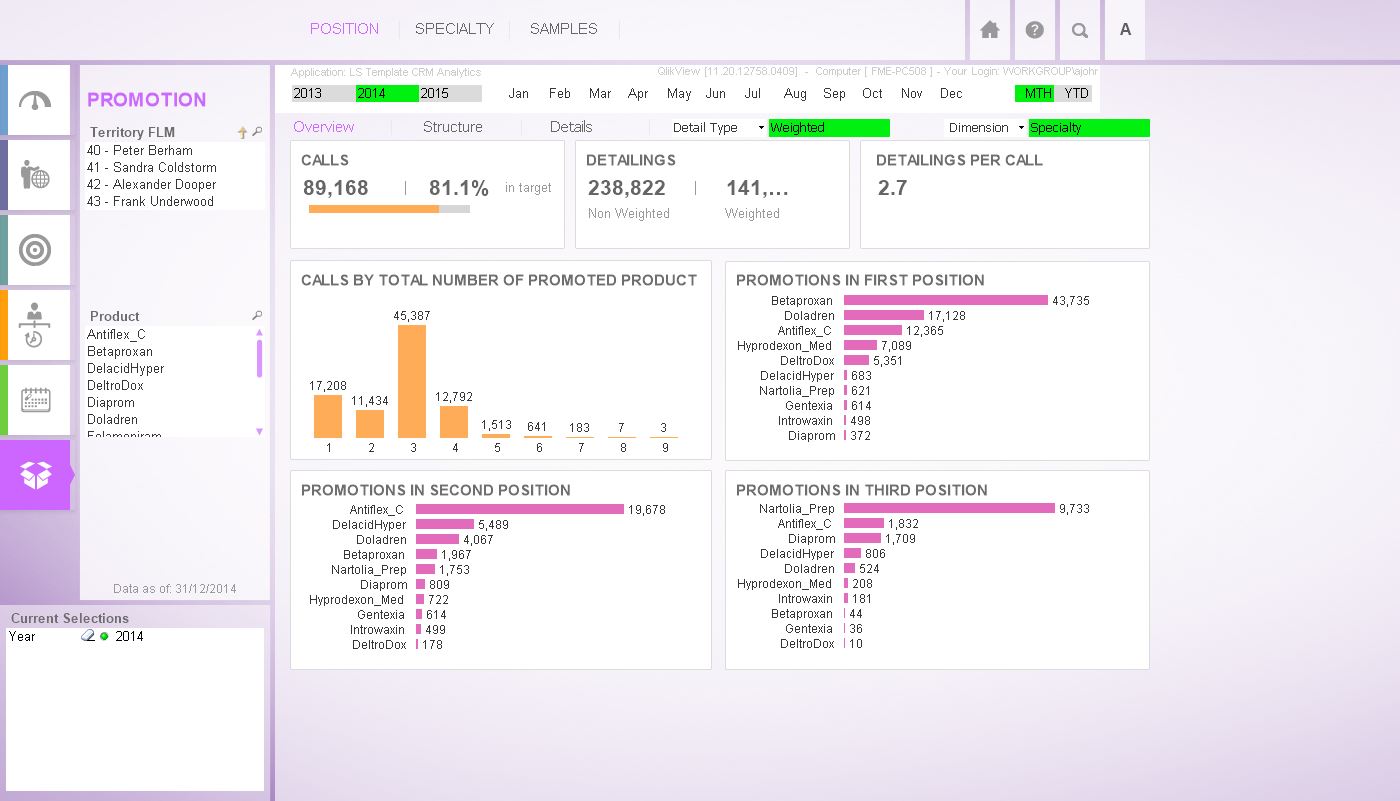 POSITION SPECIALTY SAMPLES A
Application: LS Template CRM Analytics QlikView [11.20.12758.0409] - Computer [ FME-PC508 ] - Your Login: WORKGROUP\ajohr
2013 2014 2015 Jan Feb Mar Apr May Jun Jul Aug Sep Oct Nov Dec MTH YTD
Overview Structure Details Detail Type Weighted Dimension Specialty
PROMOTION
Territory FLM
40 - Peter Berham
41 - Sandra Coldstorm
42 - Alexander Dooper
43 - Frank Underwood
Product
Antiflex_C
Betaproxan
DelacidHyper
DeltroDox
Diaprom
Doladren
Data as of: 31/12/2014
Current Selections
Year 2014
CALLS
89,168 | 81.1% in target
DETAILINGS
238,822 | 141,...
Non Weighted Weighted
DETAILINGS PER CALL
2.7
CALLS BY TOTAL NUMBER OF PROMOTED PRODUCT
17,208 11,434 45,387 12,792 1,513 641 183 7 3
1 2 3 4 5 6 7 8 9
PROMOTIONS IN FIRST POSITION
Betaproxan 43,735
Doladren 17,128
Antiflex_C 12,365
Hyprodexon_Med 7,089
DeltroDox 5,351
DelacidHyper 683
Nartolia_Prep 621
Gentexia 614
Introwaxin 498
Diaprom 372
PROMOTIONS IN SECOND POSITION
Antiflex_C 19,678
DelacidHyper 5,489
Doladren 4,067
Betaproxan 1,967
Nartolia_Prep 1,753
Diaprom 809
Hyprodexon_Med 722
Gentexia 614
Introwaxin 499
DeltroDox 178
PROMOTIONS IN THIRD POSITION
Nartolia_Prep 9,733
Antiflex_C 1,832
Diaprom 1,709
DelacidHyper 806
Doladren 524
Hyprodexon_Med 208
Introwaxin 181
Betaproxan 44
Gentexia 36
DeltroDox 10